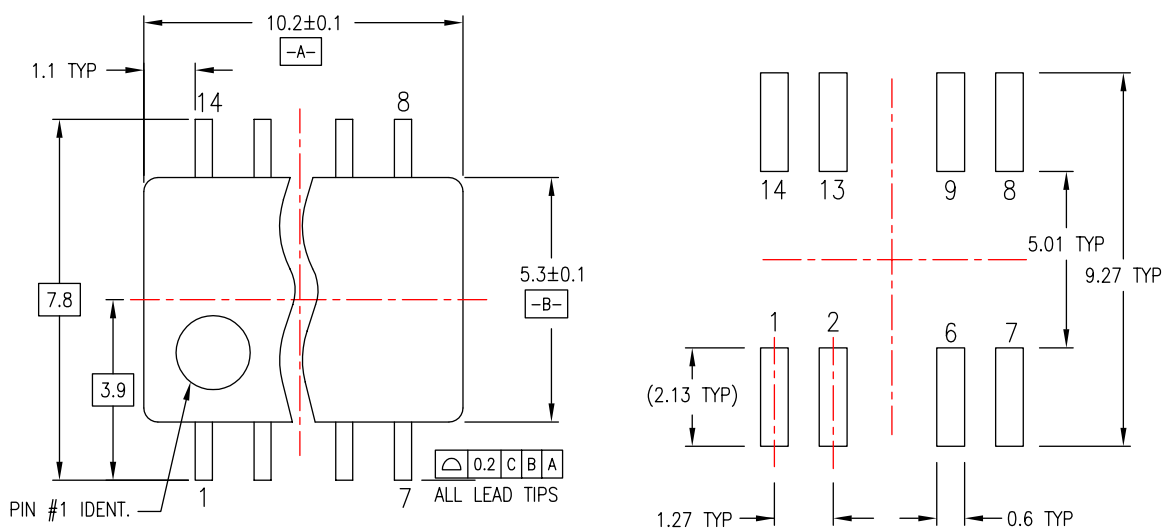 10.2±0.1
-A-
1.1 TYP
14 8
7.8
5.3±0.1
-B-
3.9
⌓ 0.2 C B A
ALL LEAD TIPS
PIN #1 IDENT.
1 7
14 13 9 8
5.01 TYP
9.27 TYP
1 2 6 7
(2.13 TYP)
1.27 TYP
0.6 TYP